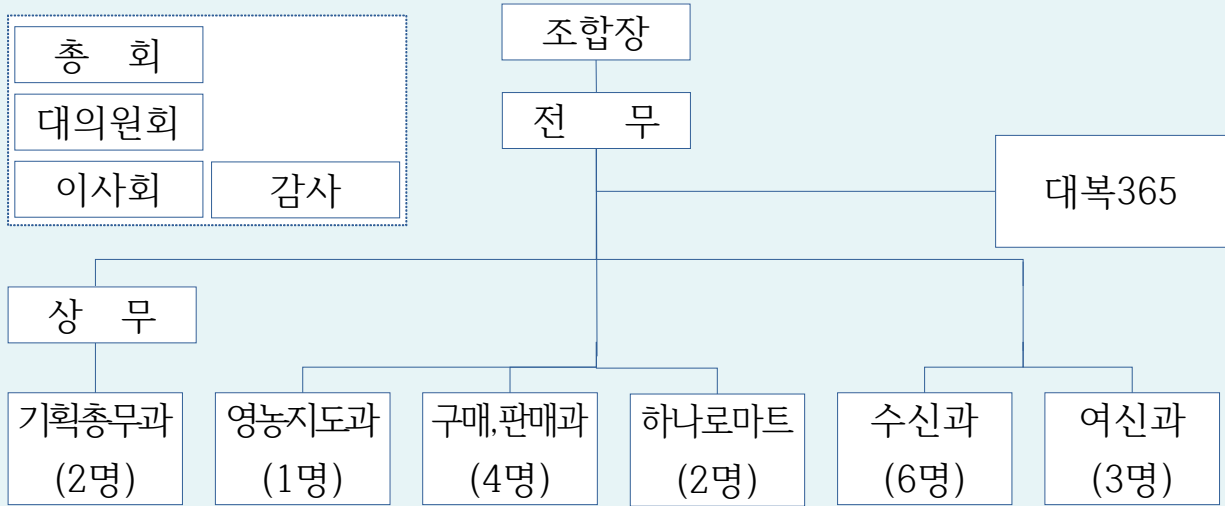 총 회
대의원회
이사회
감사
조합장
전 무
대복365
상 무
기획총무과
(2명)
영농지도과
(1명)
구매,판매과
(4명)
하나로마트
(2명)
수신과
(6명)
여신과
(3명)